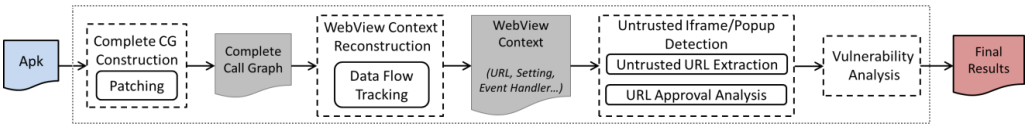 Apk
Complete CG
Construction
Patching
Complete
Call Graph
WebView Context
Reconstruction
Data Flow
Tracking
WebView
Context
(URL, Setting,
Event Handler...)
Untrusted Iframe/Popup
Detection
Untrusted URL Extraction
URL Approval Analysis
Vulnerability
Analysis
Final
Results